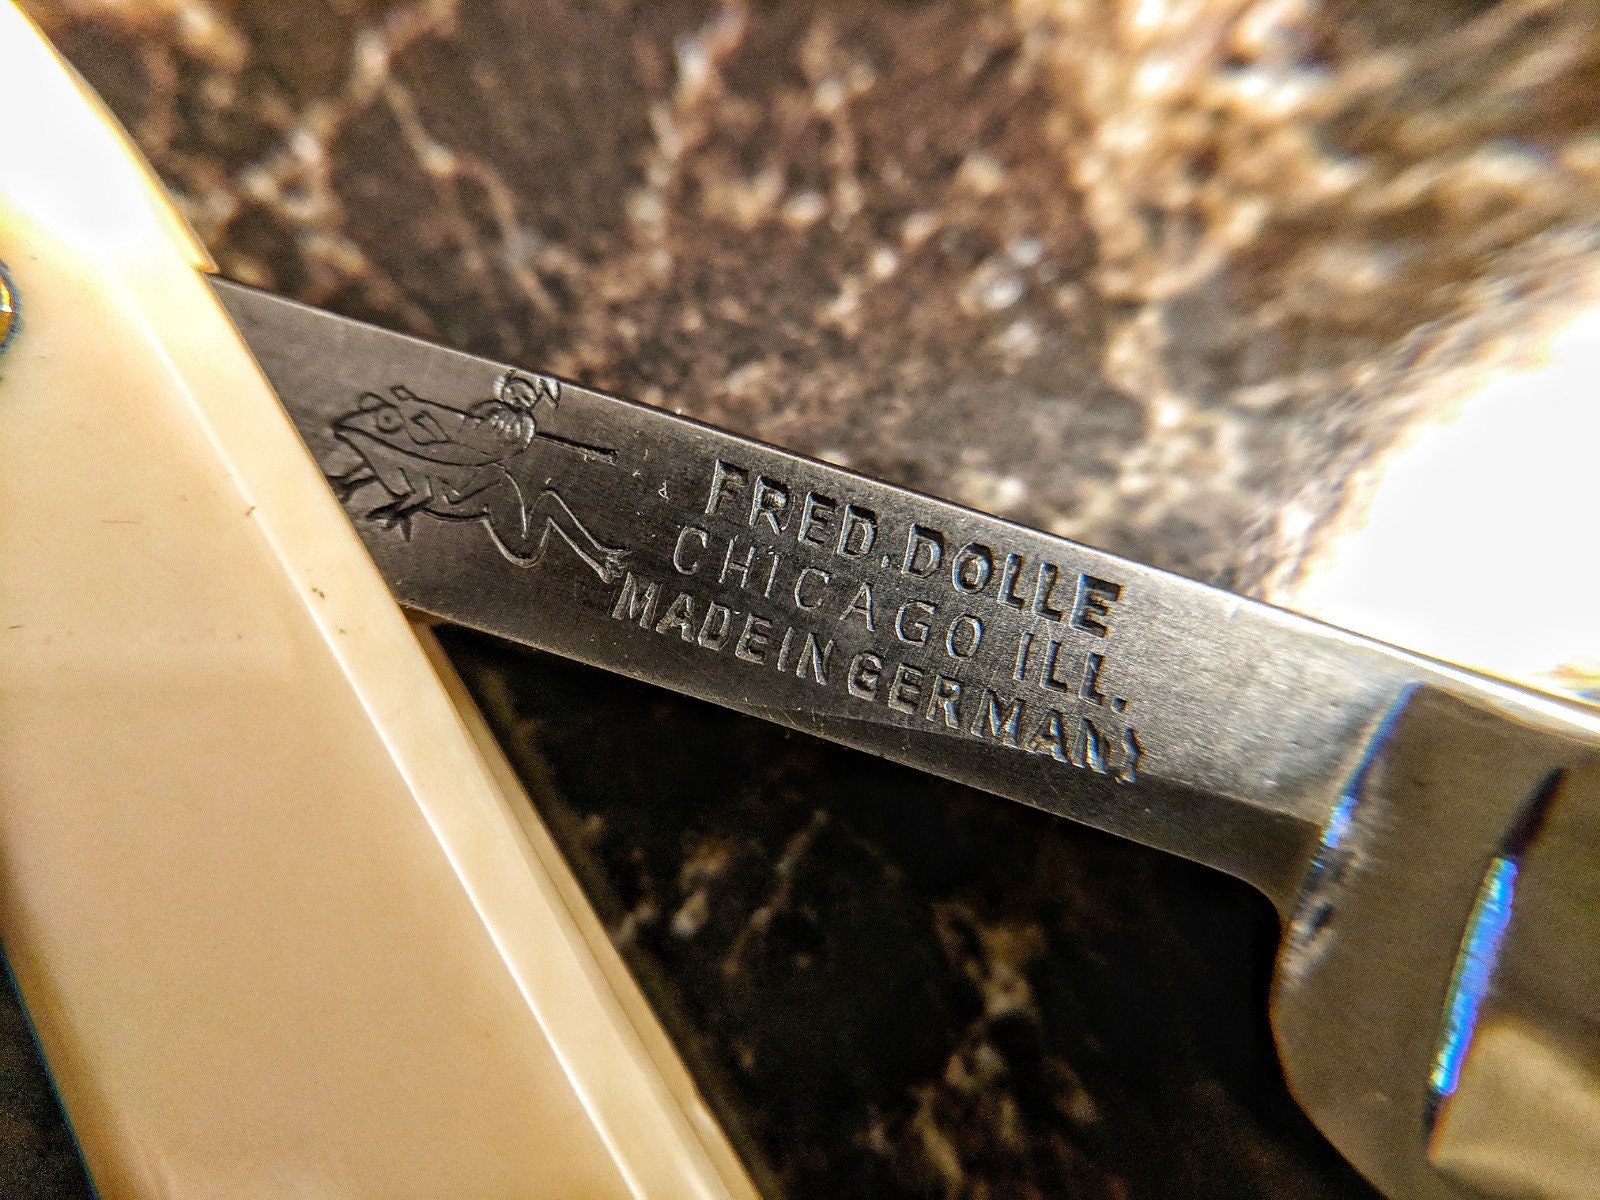 FRED. DOLLE
CHICAGO ILL.
MADE IN GERMANY